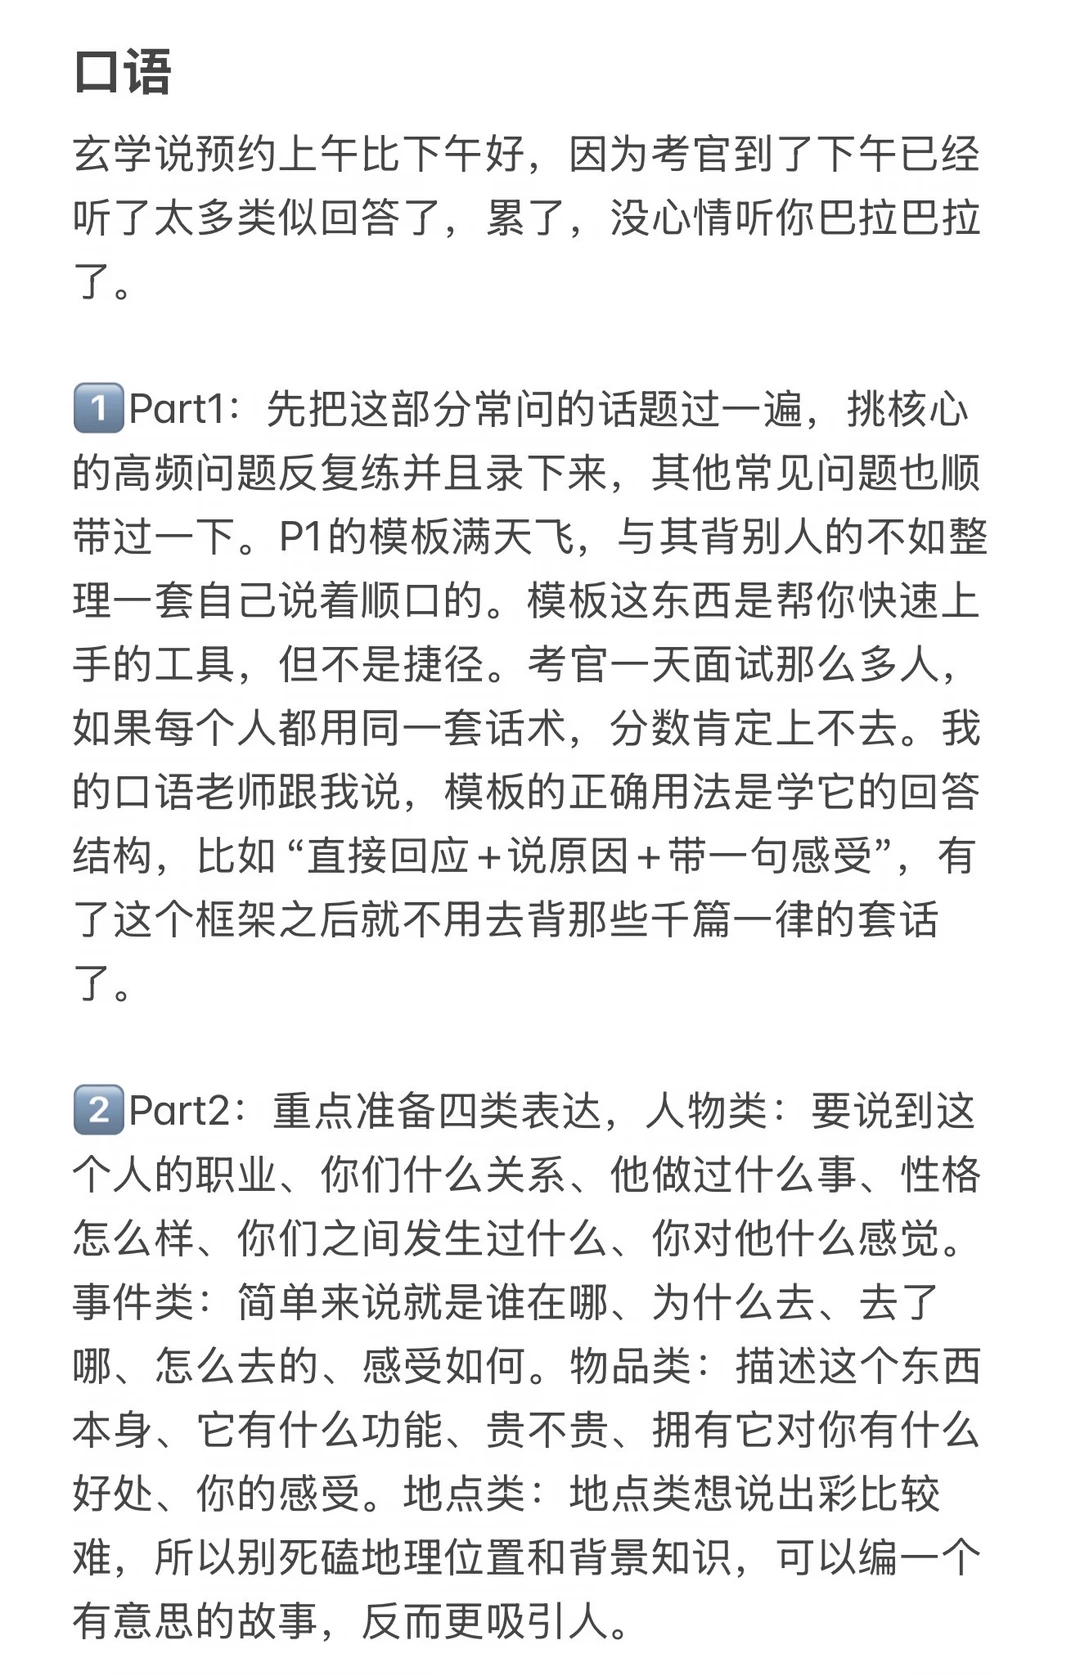 口语
玄学说预约上午比下午好，因为考官到了下午已经
听了太多类似回答了，累了，没心情听你巴拉巴拉
了。
1️⃣Part1：先把这部分常问的话题过一遍，挑核心
的高频问题反复练并且录下来，其他常见问题也顺
带过一下。P1的模板满天飞，与其背别人的不如整
理一套自己说着顺口的。模板这东西是帮你快速上
手的工具，但不是捷径。考官一天面试那么多人，
如果每个人都用同一套话术，分数肯定上不去。我
的口语老师跟我说，模板的正确用法是学它的回答
结构，比如 “直接回应+说原因+带一句感受”，有
了这个框架之后就不用去背那些千篇一律的套话
了。
2️⃣Part2：重点准备四类表达，人物类：要说到这
个人的职业、你们什么关系、他做过什么事、性格
怎么样、你们之间发生过什么、你对他什么感觉。
事件类：简单来说就是谁在哪、为什么去、去了
哪、怎么去的、感受如何。物品类：描述这个东西
本身、它有什么功能、贵不贵、拥有它对你有什么
好处、你的感受。地点类：地点类想说出彩比较
难，所以别死磕地理位置和背景知识，可以编一个
有意思的故事，反而更吸引人。